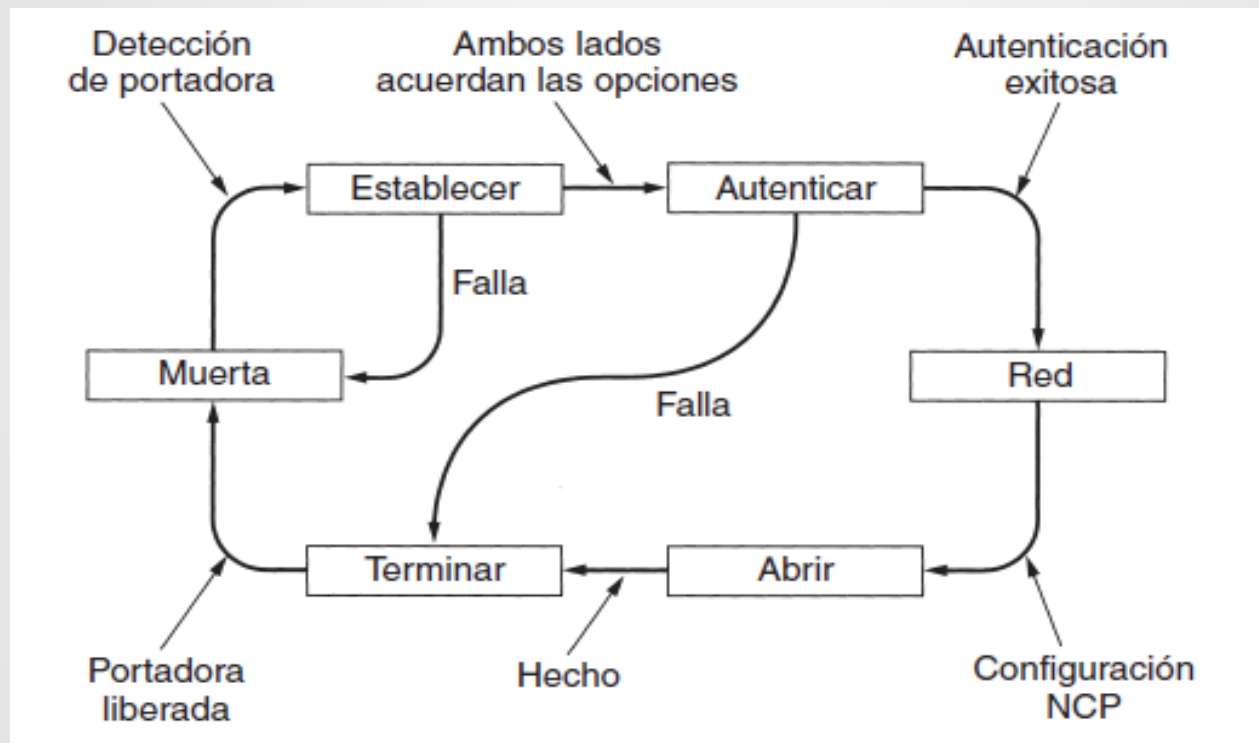 Detección
de portadora
Ambos lados
acuerdan las opciones
Autenticación
exitosa
Establecer
Autenticar
Falla
Muerta
Red
Falla
Terminar
Abrir
Portadora
liberada
Hecho
Configuración
NCP